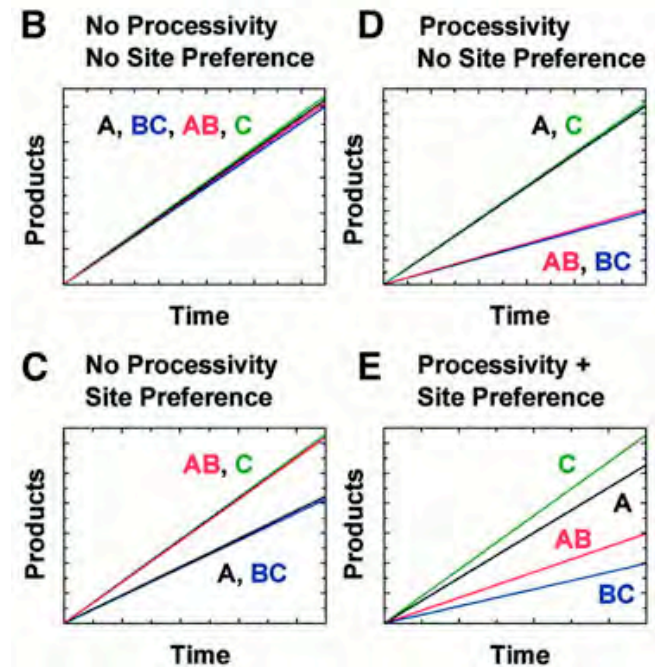 B No Processivity
No Site Preference
A, BC, AB, C
Products
Time
D Processivity
No Site Preference
A, C
AB, BC
Products
Time
C No Processivity
Site Preference
AB, C
A, BC
Products
Time
E Processivity +
Site Preference
C
A
AB
BC
Products
Time